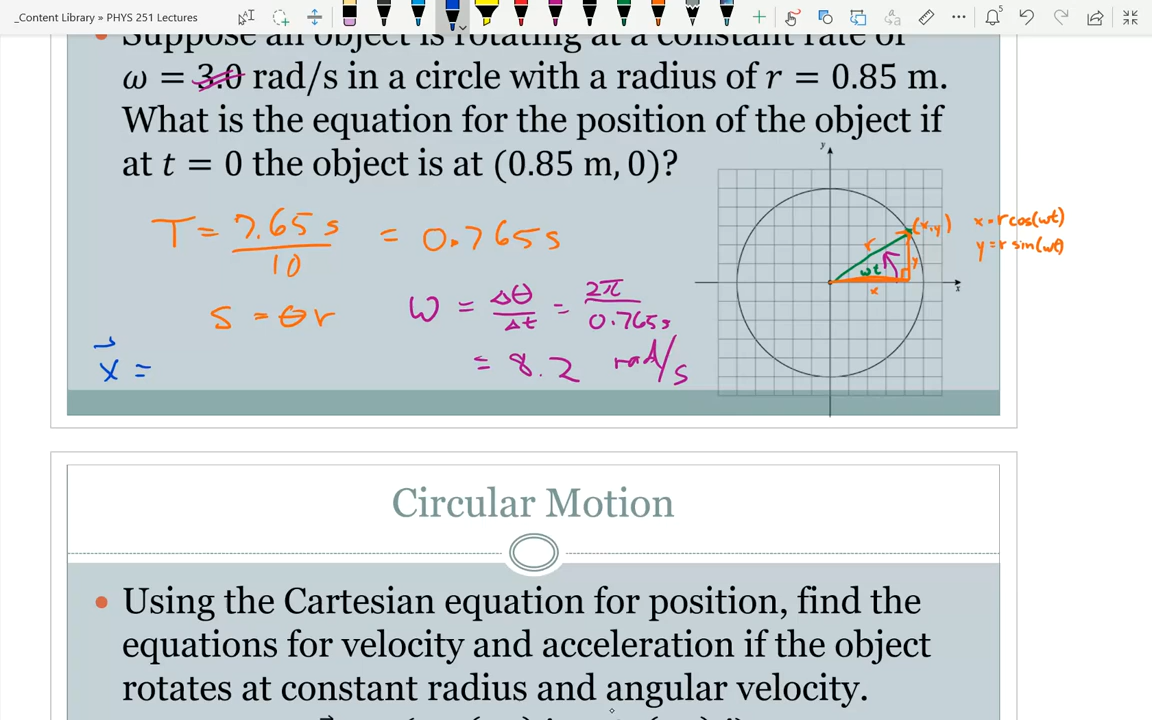 _Content Library » PHYS 251 Lectures
Suppose an object is rotating at a constant rate of
ω = 3.0 rad/s in a circle with a radius of r = 0.85 m.
What is the equation for the position of the object if
at t = 0 the object is at (0.85 m, 0)?
y
(x,y) x = r cos(ωt)
y = r sin(ωt)
T = 7.65 s / 10 = 0.765 s
r
y
ωt
x
x
S = θr
ω = Δθ/Δt = 2π/0.765 s
= 8.2 rad/s
x⃗ =
Circular Motion
• Using the Cartesian equation for position, find the
equations for velocity and acceleration if the object
rotates at constant radius and angular velocity.